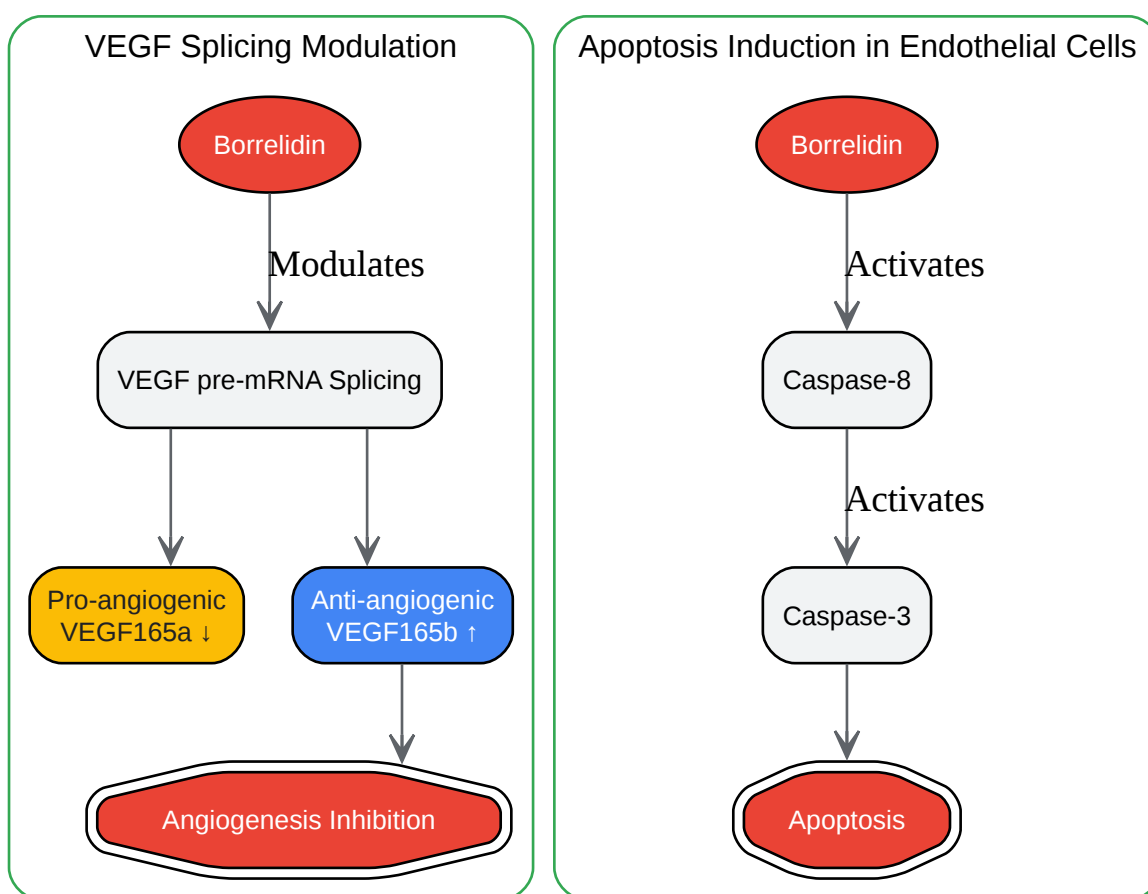 VEGF Splicing Modulation
Borrelidin
Modulates
VEGF pre-mRNA Splicing
Pro-angiogenic
VEGF165a ↓
Anti-angiogenic
VEGF165b ↑
Angiogenesis Inhibition
Apoptosis Induction in Endothelial Cells
Borrelidin
Activates
Caspase-8
Activates
Caspase-3
Apoptosis